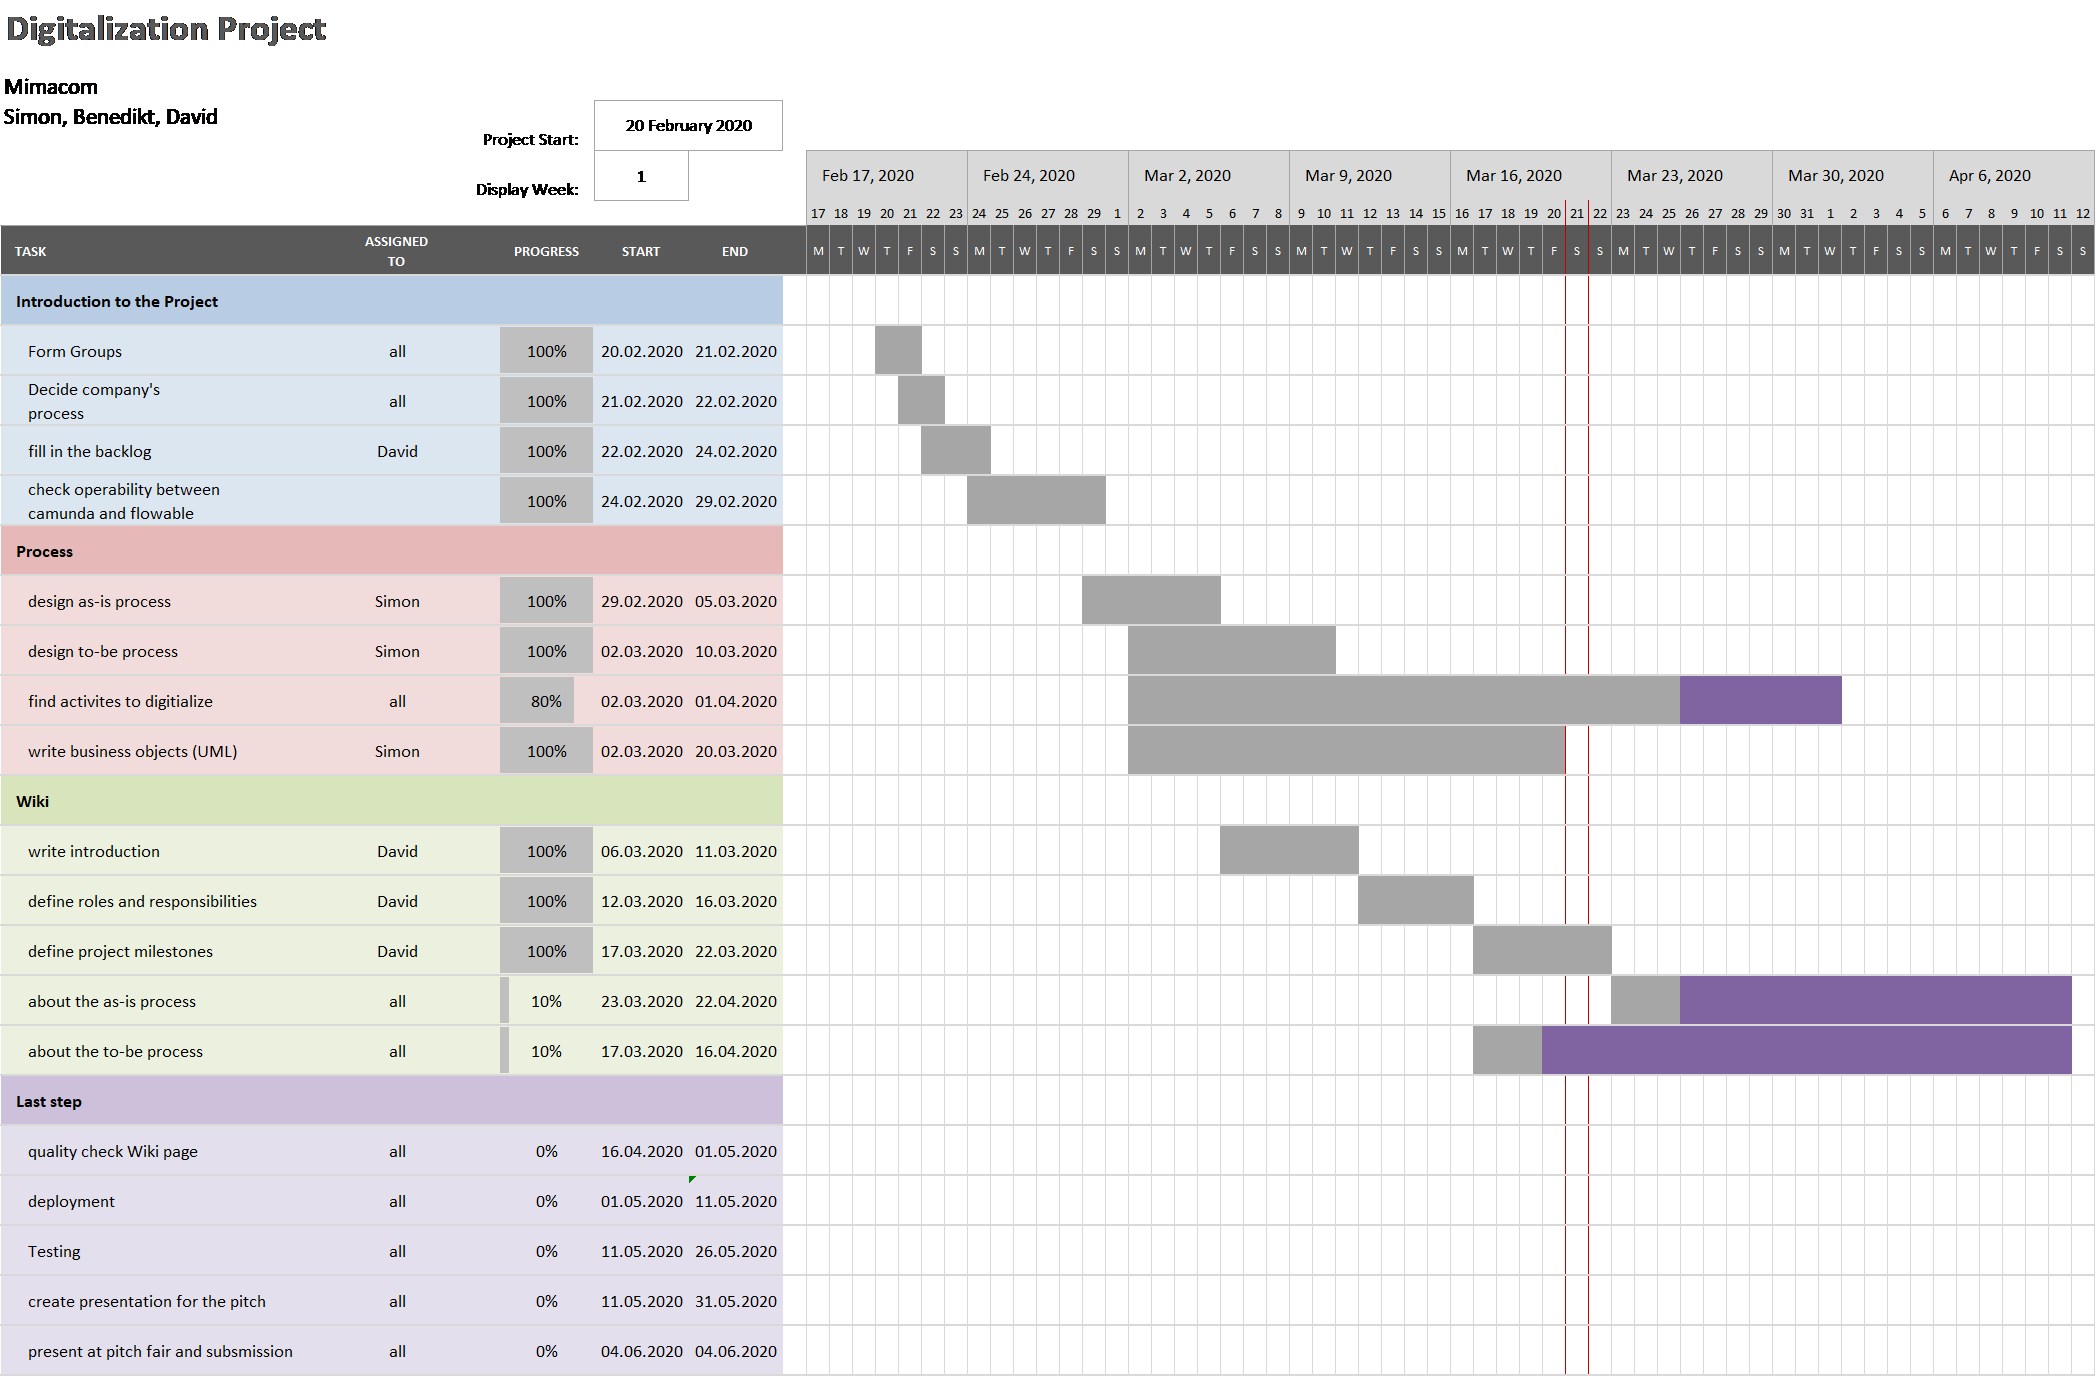 Digitalization Project
Mimacom
Simon, Benedikt, David
Project Start: 20 February 2020
Display Week: 1
Feb 17, 2020 Feb 24, 2020 Mar 2, 2020 Mar 9, 2020 Mar 16, 2020 Mar 23, 2020 Mar 30, 2020 Apr 6, 2020
17 18 19 20 21 22 23 24 25 26 27 28 29 1 2 3 4 5 6 7 8 9 10 11 12 13 14 15 16 17 18 19 20 21 22 23 24 25 26 27 28 29 30 31 1 2 3 4 5 6 7 8 9 10 11 12
TASK ASSIGNED TO PROGRESS START END M T W T F S S M T W T F S S M T W T F S S M T W T F S S M T W T F S S M T W T F S S M T W T F S S M T W T F S S
Introduction to the Project
Form Groups all 100% 20.02.2020 21.02.2020
Decide company's
process all 100% 21.02.2020 22.02.2020
fill in the backlog David 100% 22.02.2020 24.02.2020
check operability between
camunda and flowable 100% 24.02.2020 29.02.2020
Process
design as-is process Simon 100% 29.02.2020 05.03.2020
design to-be process Simon 100% 02.03.2020 10.03.2020
find activites to digitialize all 80% 02.03.2020 01.04.2020
write business objects (UML) Simon 100% 02.03.2020 20.03.2020
Wiki
write introduction David 100% 06.03.2020 11.03.2020
define roles and responsibilities David 100% 12.03.2020 16.03.2020
define project milestones David 100% 17.03.2020 22.03.2020
about the as-is process all 10% 23.03.2020 22.04.2020
about the to-be process all 10% 17.03.2020 16.04.2020
Last step
quality check Wiki page all 0% 16.04.2020 01.05.2020
deployment all 0% 01.05.2020 11.05.2020
Testing all 0% 11.05.2020 26.05.2020
create presentation for the pitch all 0% 11.05.2020 31.05.2020
present at pitch fair and subsmission all 0% 04.06.2020 04.06.2020